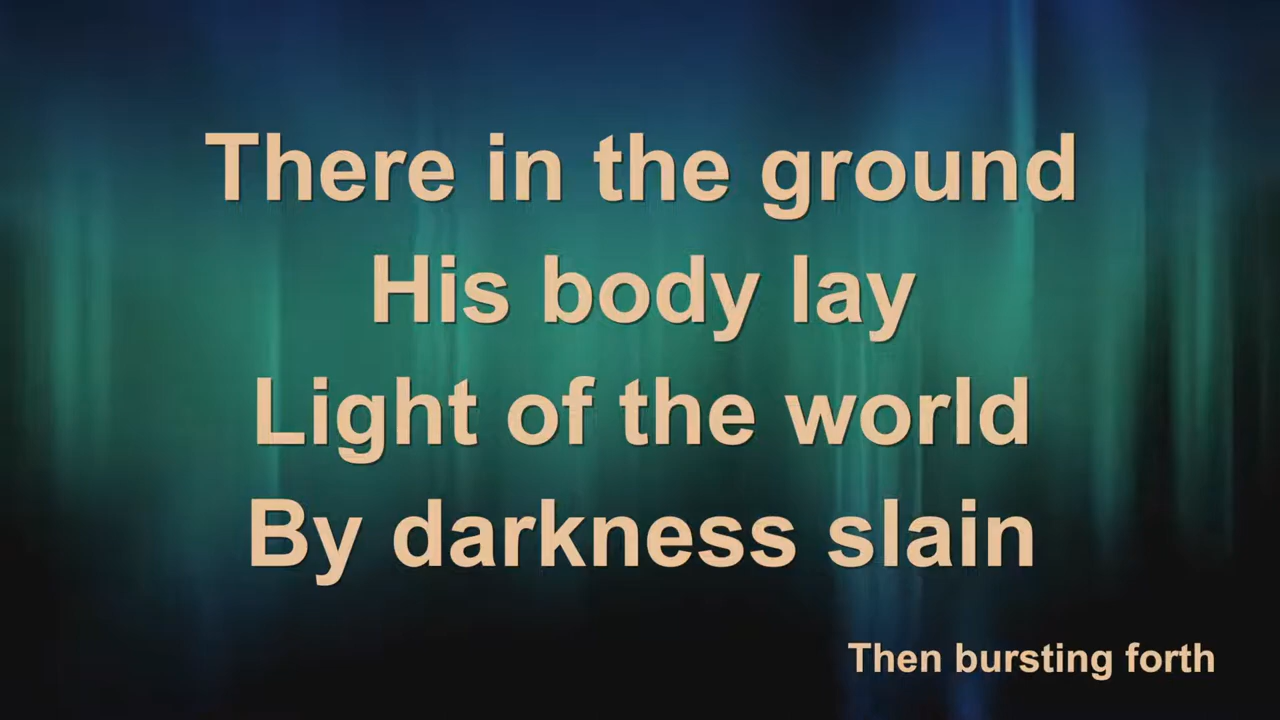 There in the ground
His body lay
Light of the world
By darkness slain
Then bursting forth